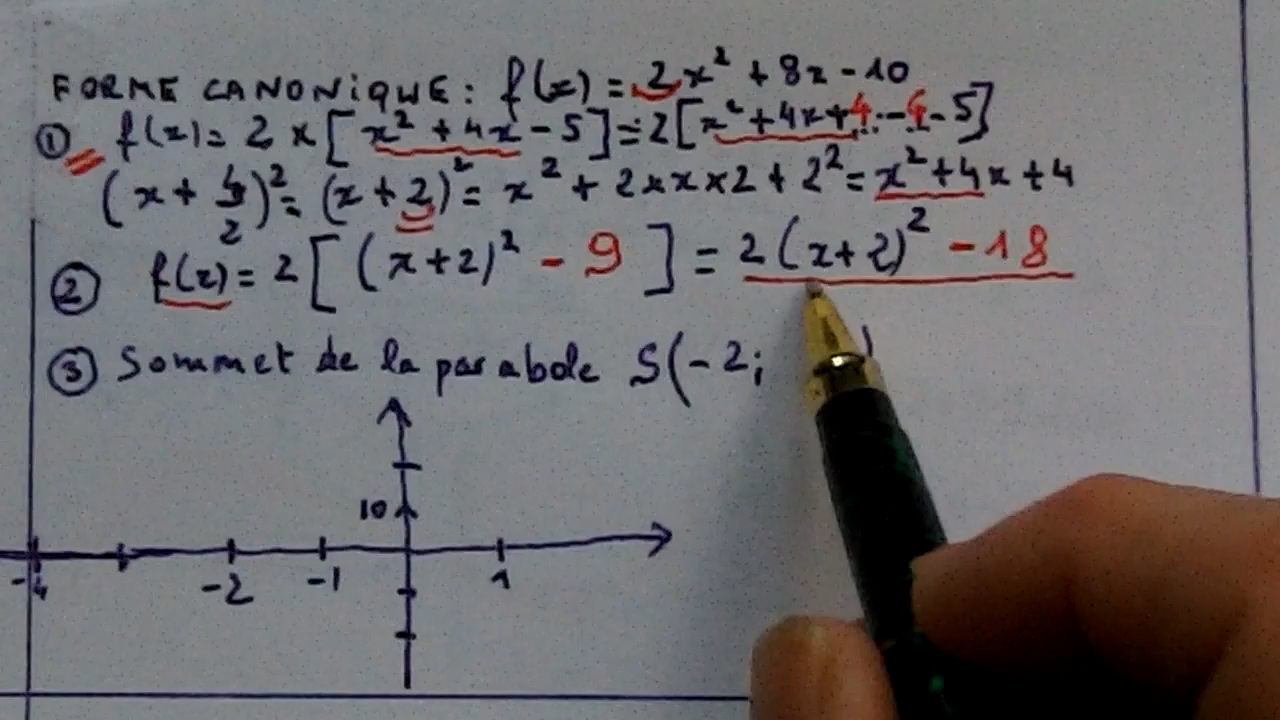 FORME CANONIQUE : f(x) = 2x² + 8x - 10
① f(x) = 2 × [x² + 4x - 5] = 2[x² + 4x + 4 - 4 - 5]
(x + 4/2)² = (x + 2)² = x² + 2 × x × 2 + 2² = x² + 4x + 4
② f(x) = 2[(x+2)² - 9] = 2(x+2)² - 18
③ Sommet de la parabole S(-2; )
10
-4 -2 -1 1